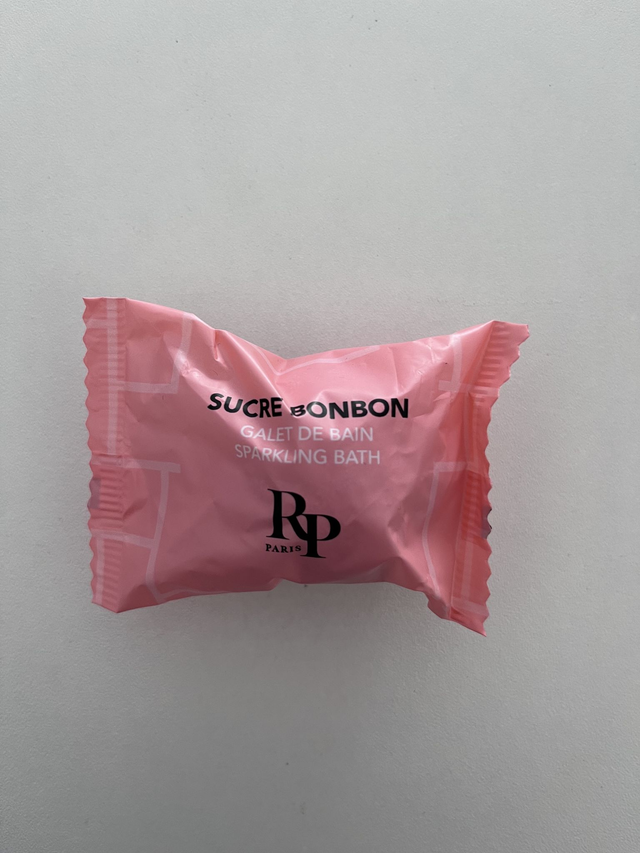 SUCRE BONBON
GALET DE BAIN
SPARKLING BATH
RP
PARIS